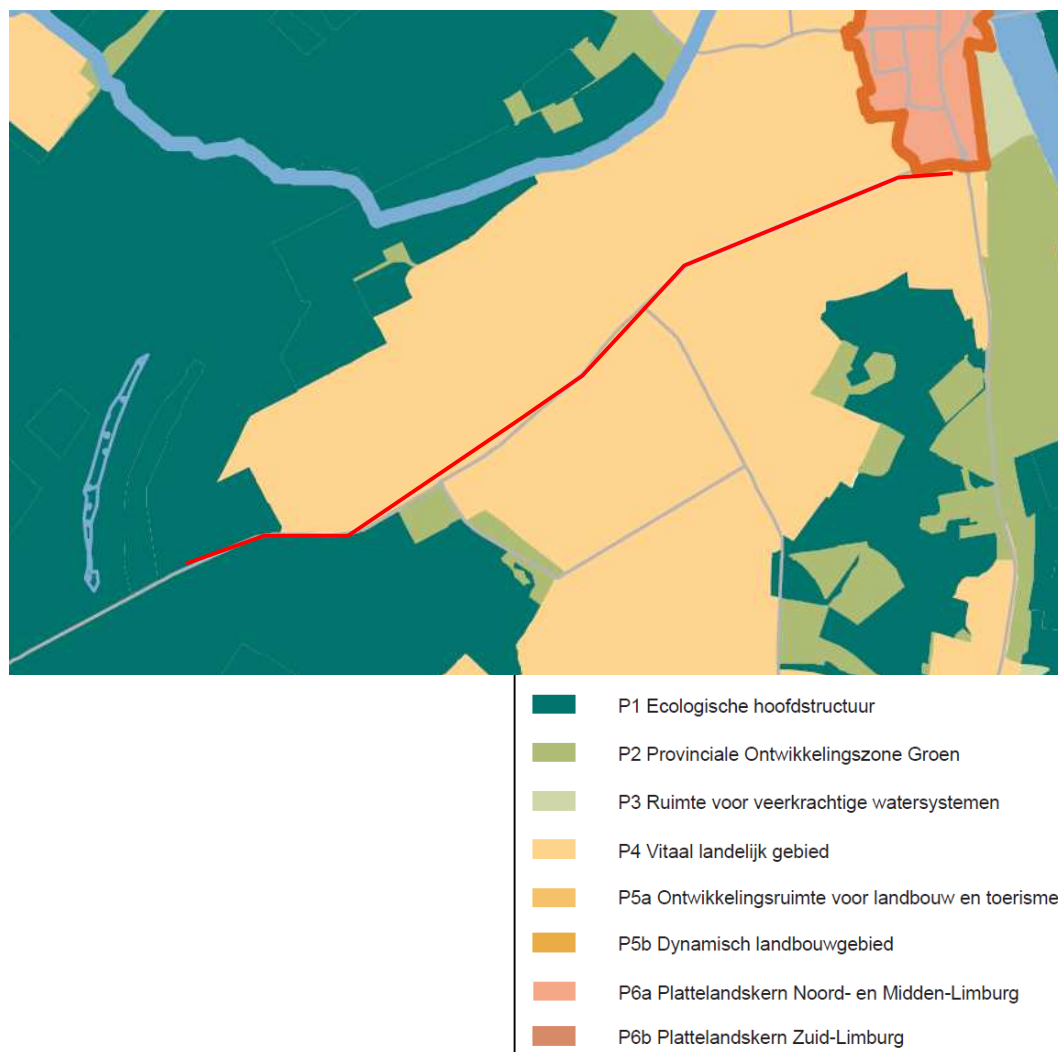 P1 Ecologische hoofdstructuur
P2 Provinciale Ontwikkelingszone Groen
P3 Ruimte voor veerkrachtige watersystemen
P4 Vitaal landelijk gebied
P5a Ontwikkelingsruimte voor landbouw en toerisme
P5b Dynamisch landbouwgebied
P6a Plattelandskern Noord- en Midden-Limburg
P6b Plattelandskern Zuid-Limburg